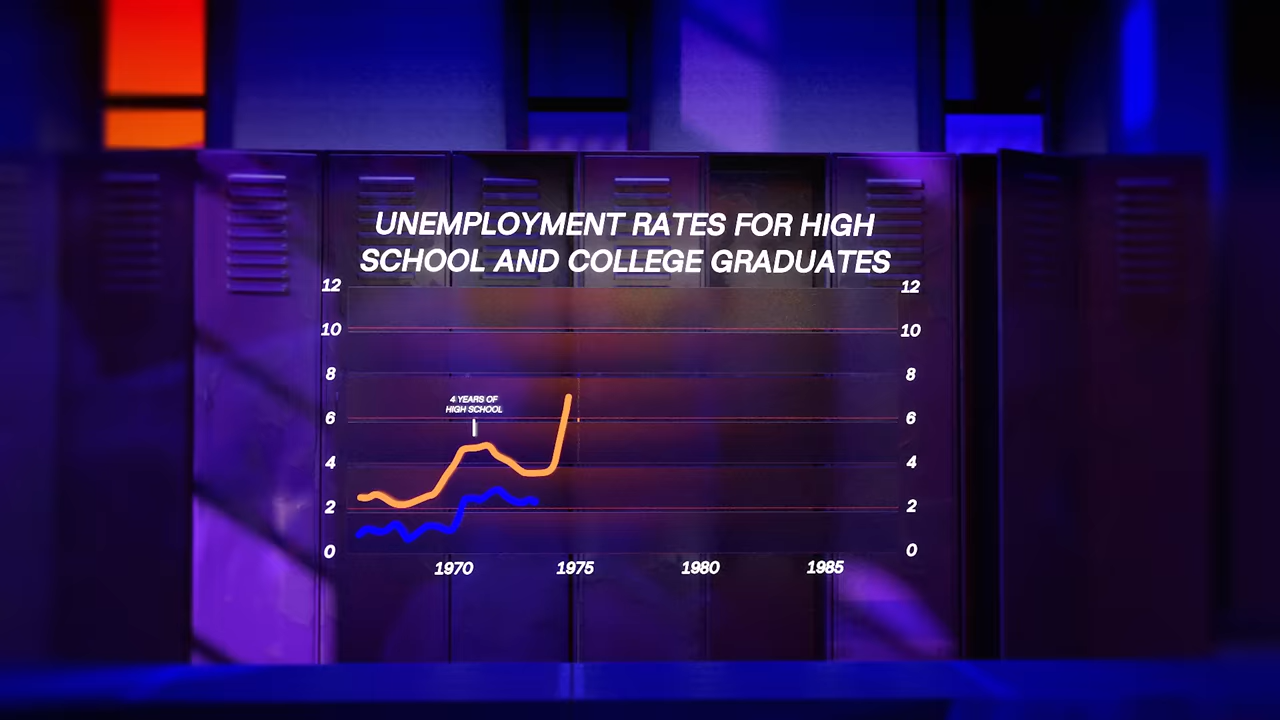 UNEMPLOYMENT RATES FOR HIGH
SCHOOL AND COLLEGE GRADUATES
12 12
10 10
8 8
4 YEARS OF
HIGH SCHOOL
6 6
4 4
2 2
0 0
1970 1975 1980 1985